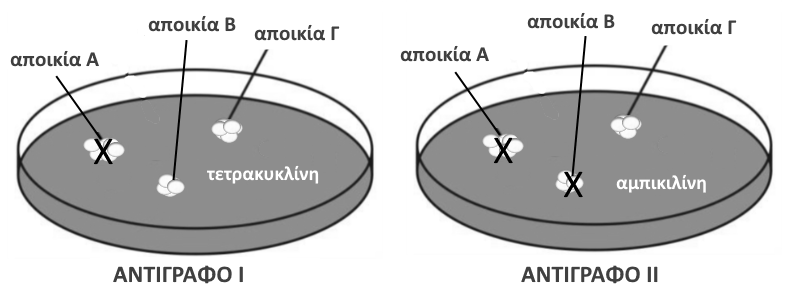 αποικία Α
αποικία Β
αποικία Γ
Χ
τετρακυκλίνη
ΑΝΤΙΓΡΑΦΟ Ι
αποικία Α
αποικία Β
αποικία Γ
Χ
Χ
αμπικιλίνη
ΑΝΤΙΓΡΑΦΟ ΙΙ